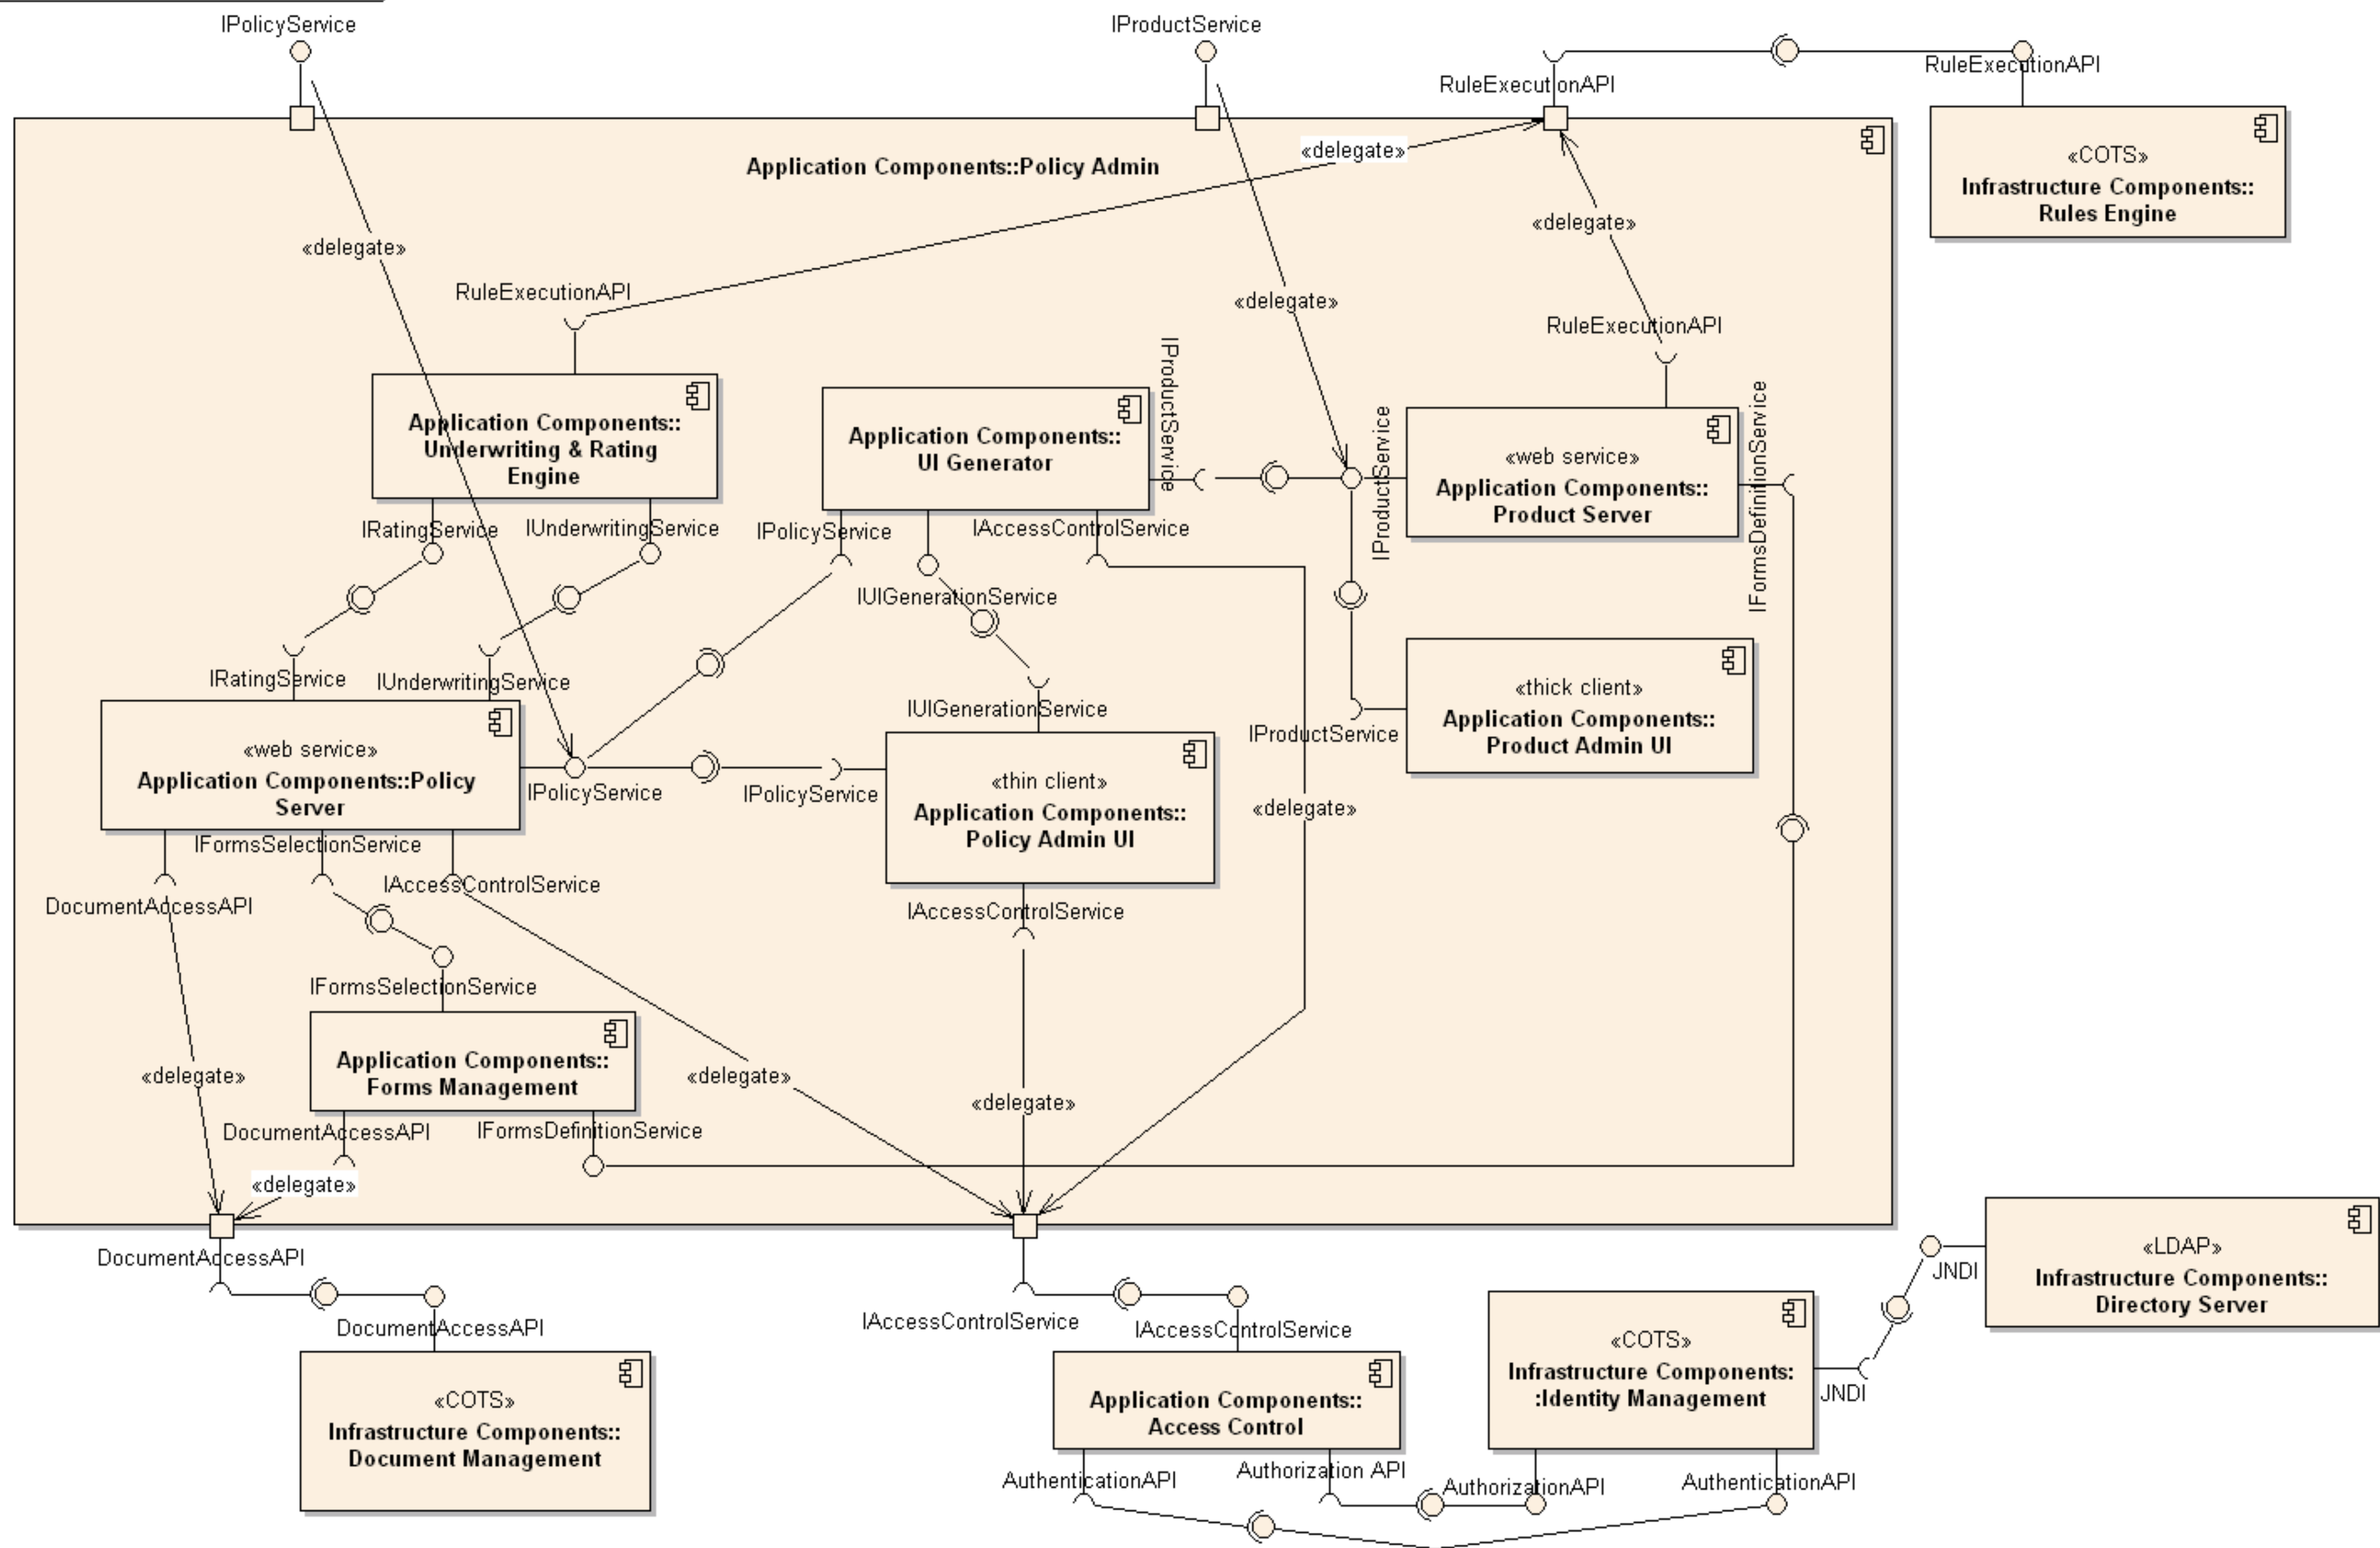 IPolicyService
IProductService
RuleExecutionAPI
RuleExecutionAPI
«COTS»
Infrastructure Components::
Rules Engine
Application Components::Policy Admin
«delegate»
«delegate»
«delegate»
«delegate»
RuleExecutionAPI
RuleExecutionAPI
Application Components::
Underwriting & Rating
Engine
Application Components::
UI Generator
IProductService
IProductService
«web service»
Application Components::
Product Server
IFormsDefinitionService
IRatingService
IUnderwritingService
IPolicyService
IAccessControlService
IUIGenerationService
IRatingService
IUnderwritingService
IUIGenerationService
IProductService
«thick client»
Application Components::
Product Admin UI
«web service»
Application Components::Policy
Server
IPolicyService
IPolicyService
«thin client»
Application Components::
Policy Admin UI
«delegate»
IFormsSelectionService
IAccessControlService
DocumentAccessAPI
IAccessControlService
IFormsSelectionService
Application Components::
Forms Management
«delegate»
«delegate»
«delegate»
DocumentAccessAPI
IFormsDefinitionService
«delegate»
DocumentAccessAPI
DocumentAccessAPI
«COTS»
Infrastructure Components::
Document Management
IAccessControlService
IAccessControlService
Application Components::
Access Control
AuthenticationAPI
Authorization API
«COTS»
Infrastructure Components:
:Identity Management
AuthorizationAPI
AuthenticationAPI
JNDI
JNDI
«LDAP»
Infrastructure Components::
Directory Server